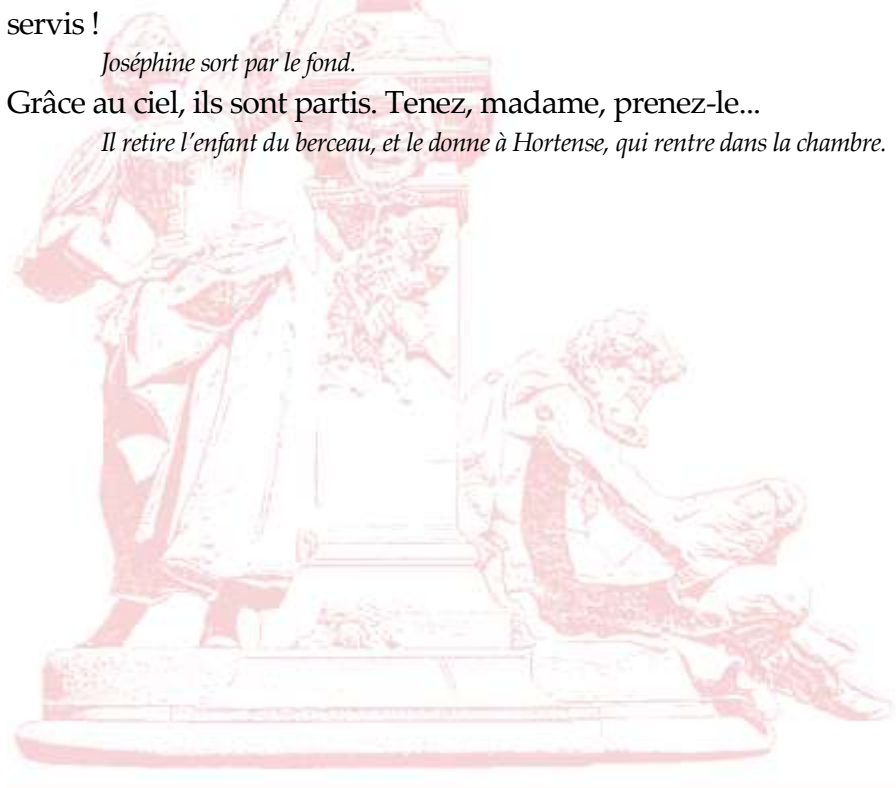 servis !
Joséphine sort par le fond.
Grâce au ciel, ils sont partis. Tenez, madame, prenez-le...
Il retire l’enfant du berceau, et le donne à Hortense, qui rentre dans la chambre.